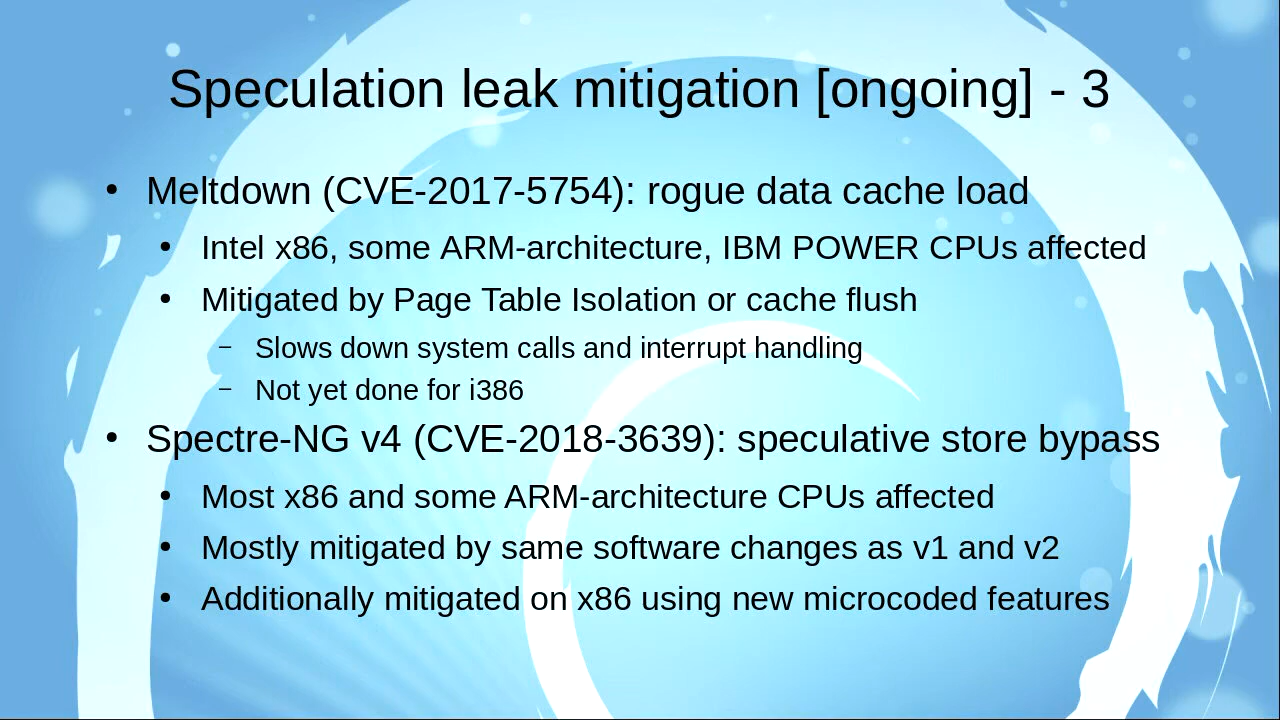 Speculation leak mitigation [ongoing] - 3
• Meltdown (CVE-2017-5754): rogue data cache load
• Intel x86, some ARM-architecture, IBM POWER CPUs affected
• Mitigated by Page Table Isolation or cache flush
– Slows down system calls and interrupt handling
– Not yet done for i386
• Spectre-NG v4 (CVE-2018-3639): speculative store bypass
• Most x86 and some ARM-architecture CPUs affected
• Mostly mitigated by same software changes as v1 and v2
• Additionally mitigated on x86 using new microcoded features